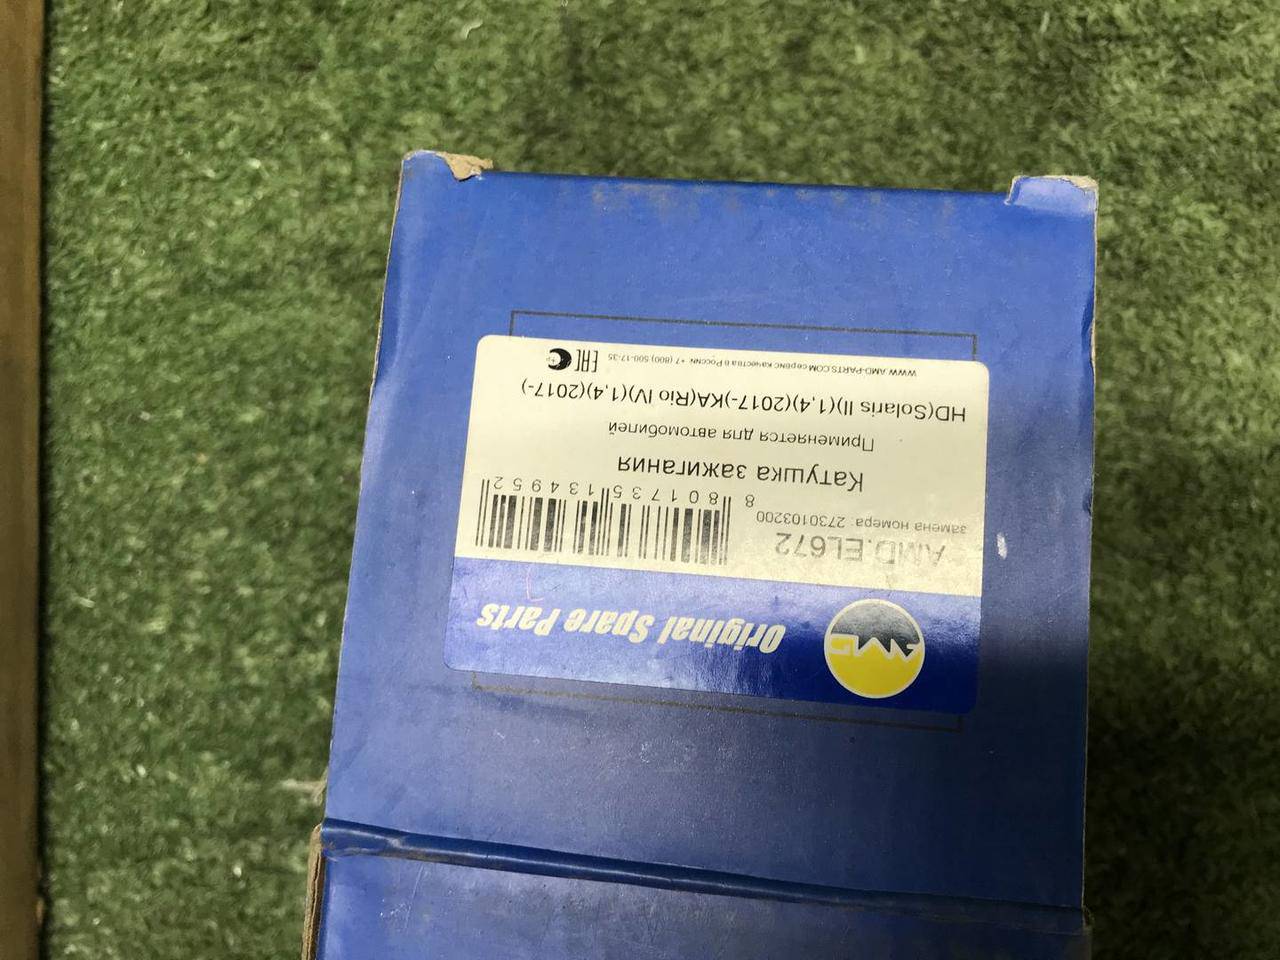 AMD Original Spare Parts
AMD.EL672
замена номера: 2730103200
8 801735 134952
Катушка зажигания
Применяется для автомобилей
HD(Solaris II)(1,4)(2017-)KA(Rio IV)(1,4)(2017-)
WWW.AMD-PARTS.COM сервис качества в России +7 (800) 500-17-35 EAC